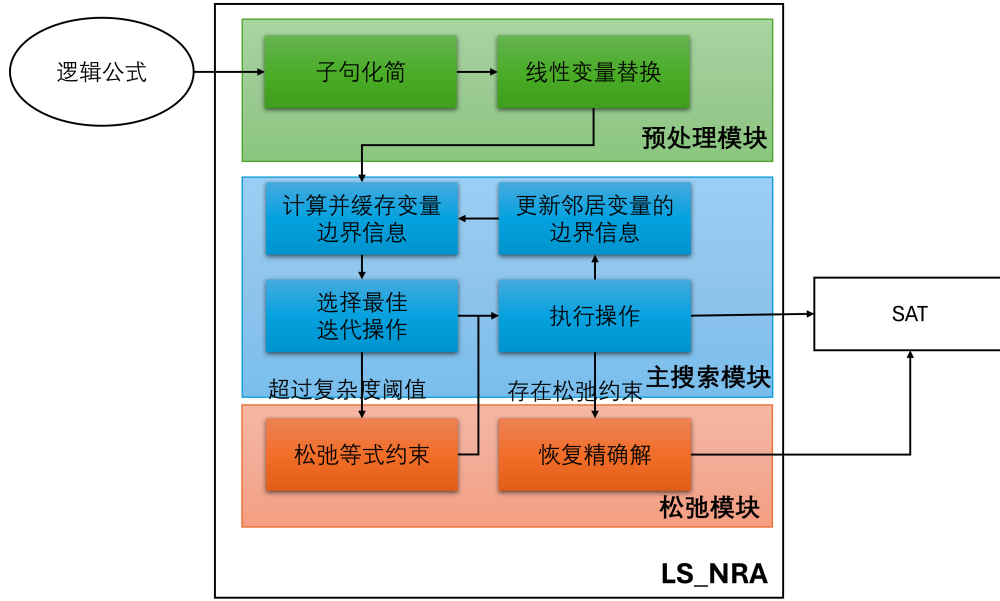 逻辑公式
子句化简
线性变量替换
预处理模块
计算并缓存变量
边界信息
更新邻居变量的
边界信息
选择最佳
迭代操作
执行操作
SAT
主搜索模块
超过复杂度阈值
存在松弛约束
松弛等式约束
恢复精确解
松弛模块
LS_NRA